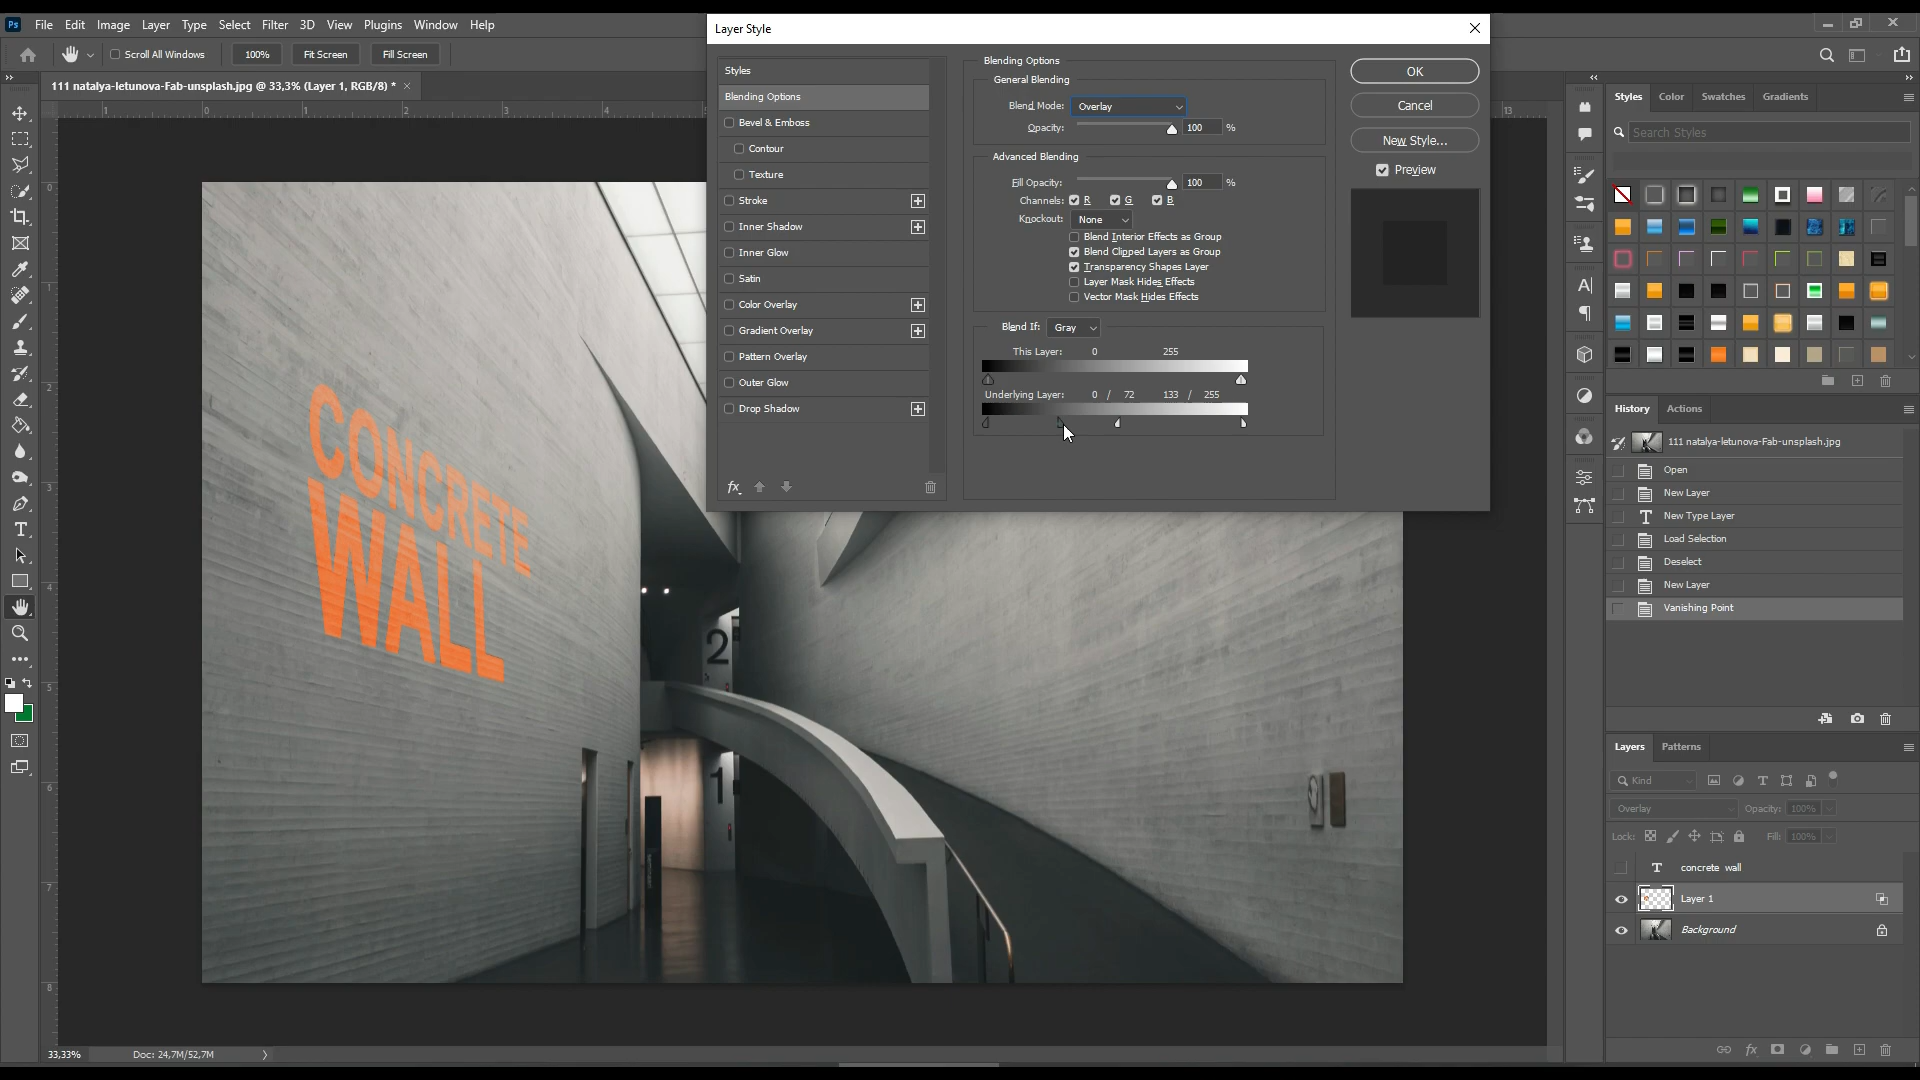 Ps File Edit Image Layer Type Select Filter 3D View Plugins Window Help
Scroll All Windows 100% Fit Screen Fill Screen
111 natalya-letunova-Fab-unsplash.jpg @ 33,3% (Layer 1, RGB/8) *
Layer Style
Styles
Blending Options
Bevel & Emboss
Contour
Texture
Stroke
Inner Shadow
Inner Glow
Satin
Color Overlay
Gradient Overlay
Pattern Overlay
Outer Glow
Drop Shadow
fx
Blending Options
General Blending
Blend Mode: Overlay
Opacity: 100 %
Advanced Blending
Fill Opacity: 100 %
Channels: R G B
Knockout: None
Blend Interior Effects as Group
Blend Clipped Layers as Group
Transparency Shapes Layer
Layer Mask Hides Effects
Vector Mask Hides Effects
Blend If: Gray
This Layer: 0 255
Underlying Layer: 0 / 72 133 / 255
OK
Cancel
New Style...
Preview
CONCRETE
WALL
2
1
Styles Color Swatches Gradients
Search Styles
History Actions
111 natalya-letunova-Fab-unsplash.jpg
Open
New Layer
New Type Layer
Load Selection
Deselect
New Layer
Vanishing Point
Layers Patterns
Kind
Overlay Opacity: 100%
Lock: Fill: 100%
T concrete wall
Layer 1
Background
fx
33,33% Doc: 24,7M/52,7M